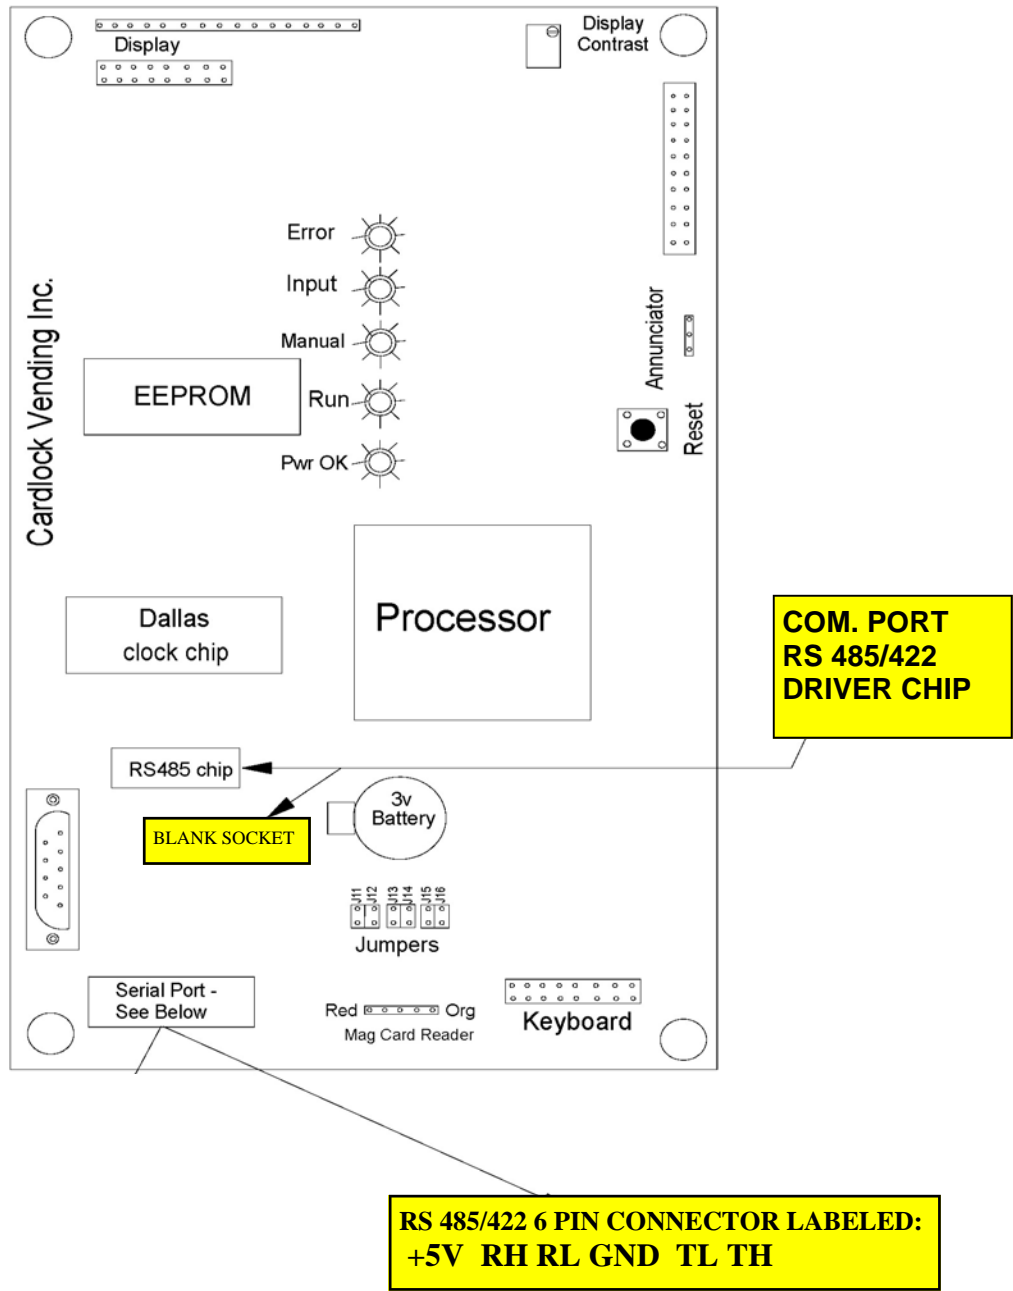 Display
Display
Contrast
Error
Input
Manual
Run
Pwr OK
EEPROM
Cardlock Vending Inc.
Annunciator
Reset
Dallas
clock chip
Processor
COM. PORT
RS 485/422
DRIVER CHIP
RS485 chip
BLANK SOCKET
3v
Battery
J11
J12
J13
J14
J15
J16
Jumpers
Serial Port -
See Below
Red
Org
Mag Card Reader
Keyboard
RS 485/422 6 PIN CONNECTOR LABELED:
+5V RH RL GND TL TH